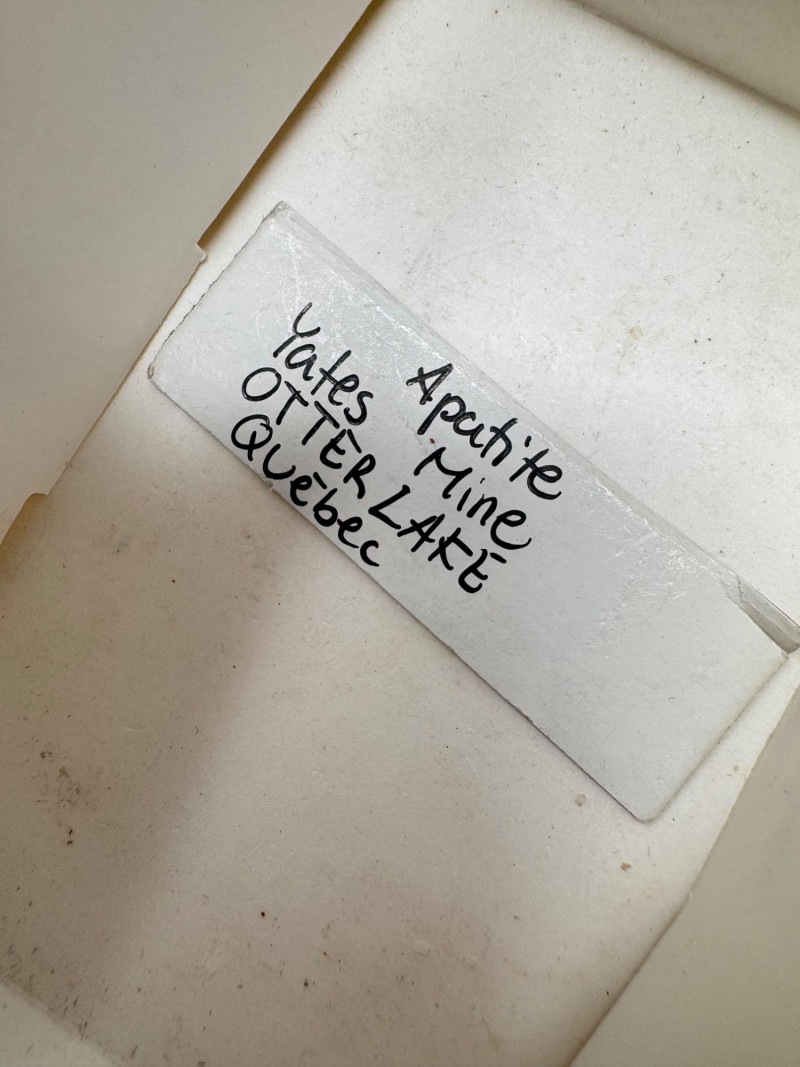 Apatite
Yates Mine
OTTER LAKE
Québec